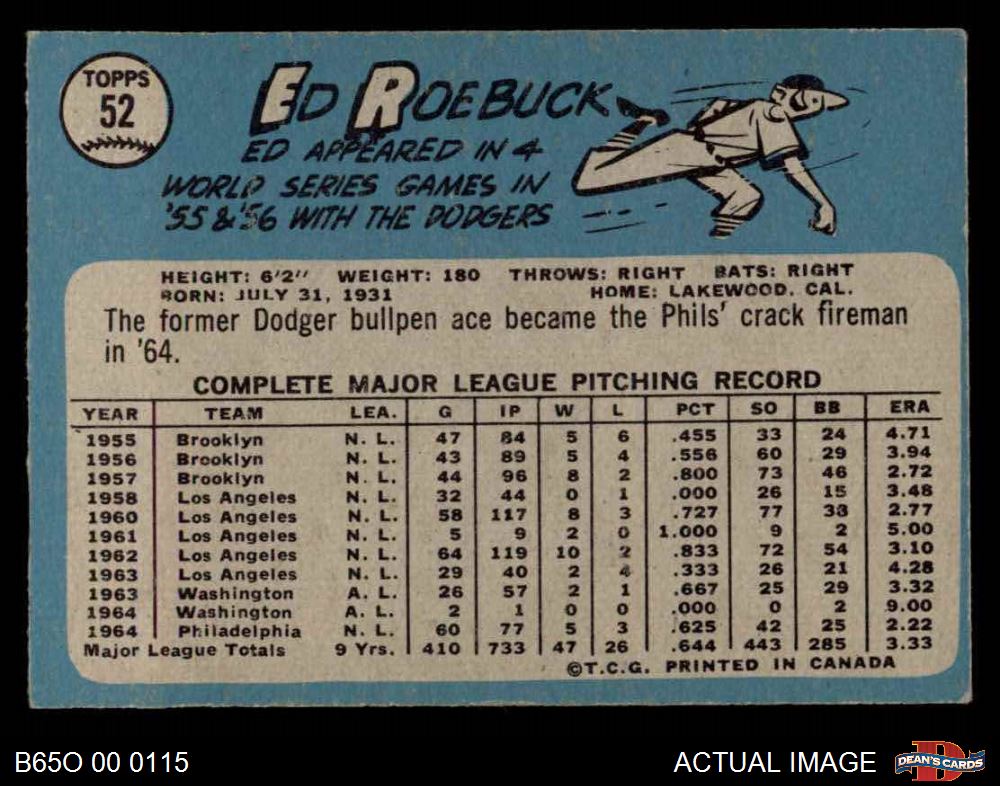 TOPPS
52
ED ROEBUCK
ED APPEARED IN 4
WORLD SERIES GAMES IN
'55 & '56 WITH THE DODGERS
HEIGHT: 6'2" WEIGHT: 180 THROWS: RIGHT BATS: RIGHT
BORN: JULY 31, 1931 HOME: LAKEWOOD, CAL.
The former Dodger bullpen ace became the Phils' crack fireman
in '64.
COMPLETE MAJOR LEAGUE PITCHING RECORD
YEAR TEAM LEA. G IP W L PCT SO BB ERA
1955 Brooklyn N. L. 47 84 5 6 .455 33 24 4.71
1956 Brooklyn N. L. 43 89 5 4 .556 60 29 3.94
1957 Brooklyn N. L. 44 96 8 2 .800 73 46 2.72
1958 Los Angeles N. L. 32 44 0 1 .000 26 15 3.48
1960 Los Angeles N. L. 58 117 8 3 .727 77 38 2.77
1961 Los Angeles N. L. 5 9 2 0 1.000 9 2 5.00
1962 Los Angeles N. L. 64 119 10 2 .833 72 54 3.10
1963 Los Angeles N. L. 29 40 2 4 .333 26 21 4.28
1963 Washington A. L. 26 57 2 1 .667 25 29 3.32
1964 Washington A. L. 2 1 0 0 .000 0 2 9.00
1964 Philadelphia N. L. 60 77 5 3 .625 42 25 2.22
Major League Totals 9 Yrs. 410 733 47 26 .644 443 285 3.33
©T.C.G. PRINTED IN CANADA
B65O 00 0115
ACTUAL IMAGE
DEAN'S CARDS